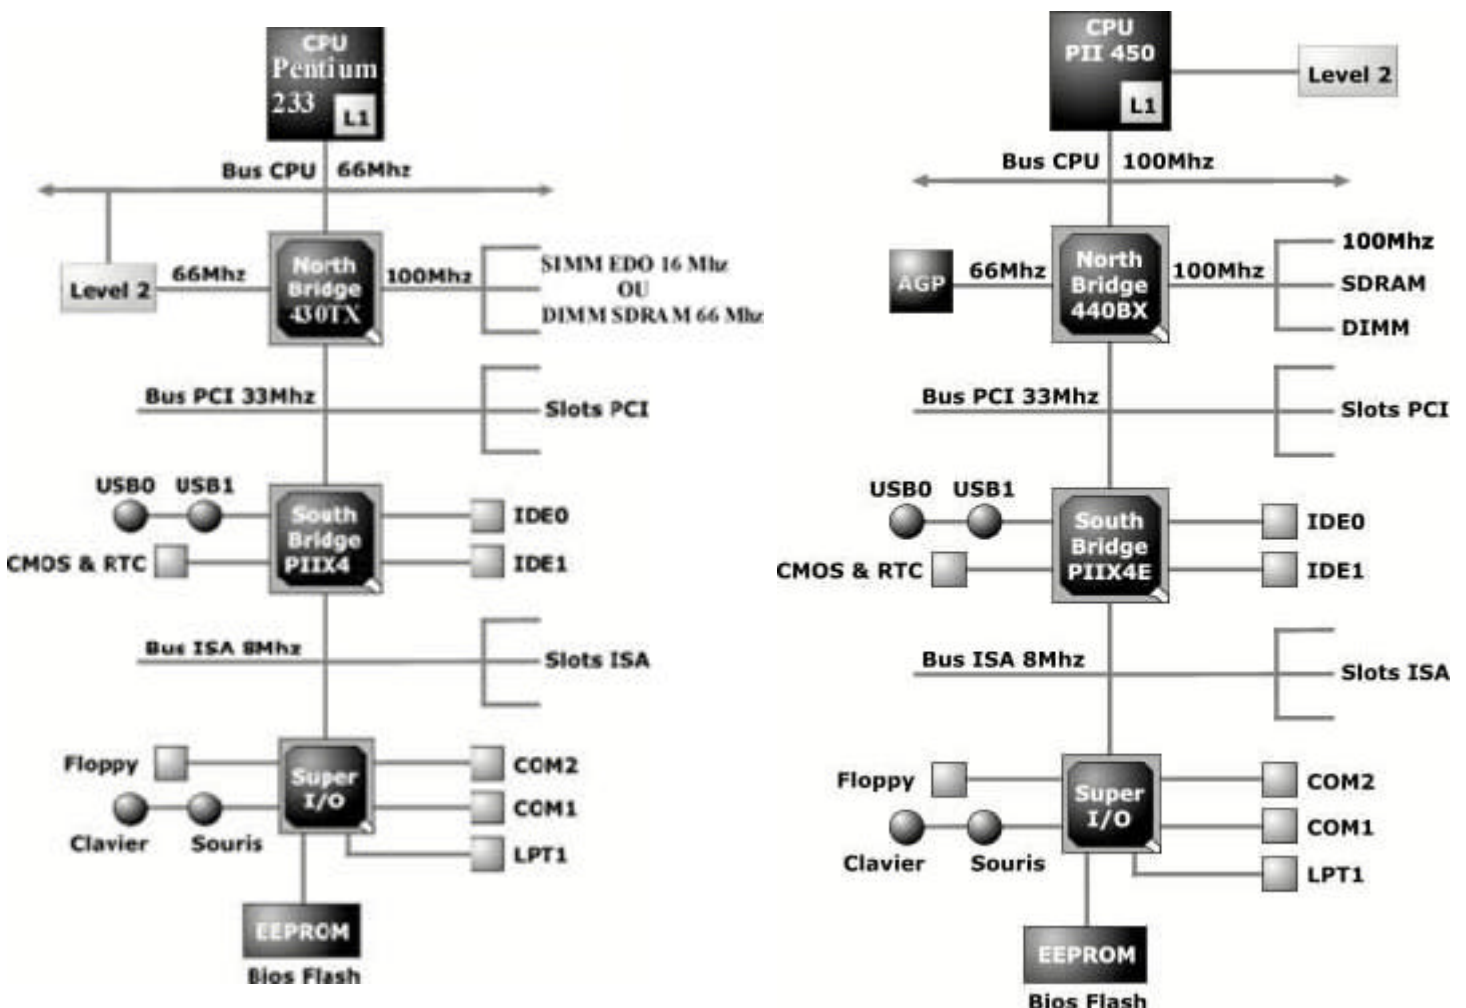 CPU
Pentium
233
L1
Bus CPU 66Mhz
Level 2
66Mhz
North
Bridge
430TX
100Mhz
SIMM EDO 16 Mhz
OU
DIMM SDRAM 66 Mhz
Bus PCI 33Mhz
Slots PCI
USB0 USB1
CMOS & RTC
South
Bridge
PIIX4
IDE0
IDE1
Bus ISA 8Mhz
Slots ISA
Floppy
Clavier Souris
Super
I/O
COM2
COM1
LPT1
EEPROM
Bios Flash
CPU
PII 450
L1
Level 2
Bus CPU 100Mhz
AGP
66Mhz
North
Bridge
440BX
100Mhz
100Mhz
SDRAM
DIMM
Bus PCI 33Mhz
Slots PCI
USB0 USB1
CMOS & RTC
South
Bridge
PIIX4E
IDE0
IDE1
Bus ISA 8Mhz
Slots ISA
Floppy
Clavier Souris
Super
I/O
COM2
COM1
LPT1
EEPROM
Bios Flash